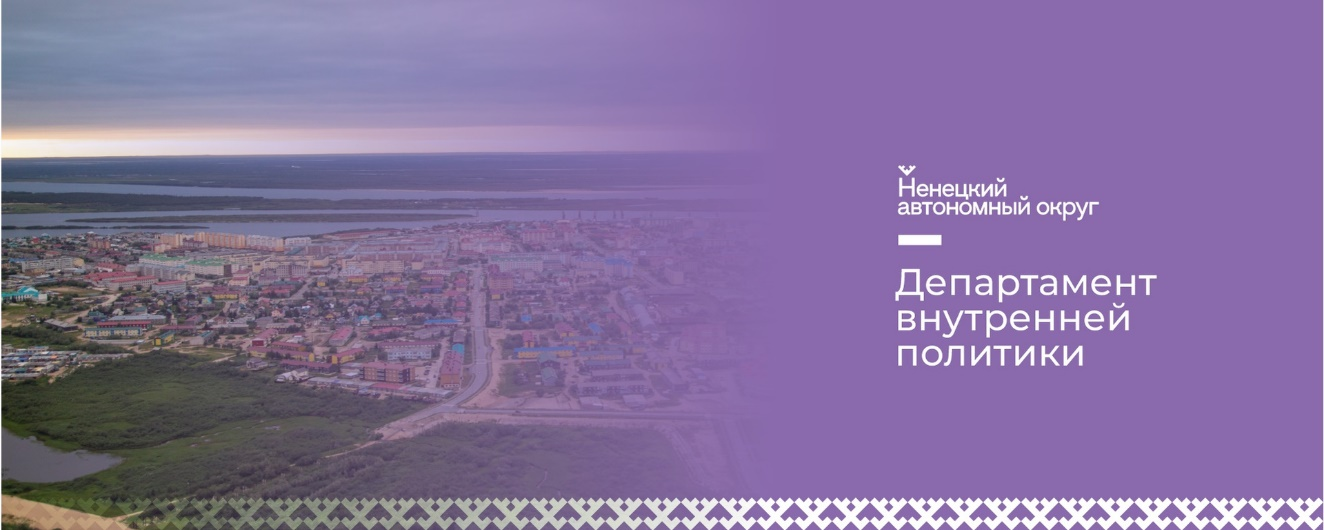 Ненецкий
автономный округ
Департамент
внутренней
политики